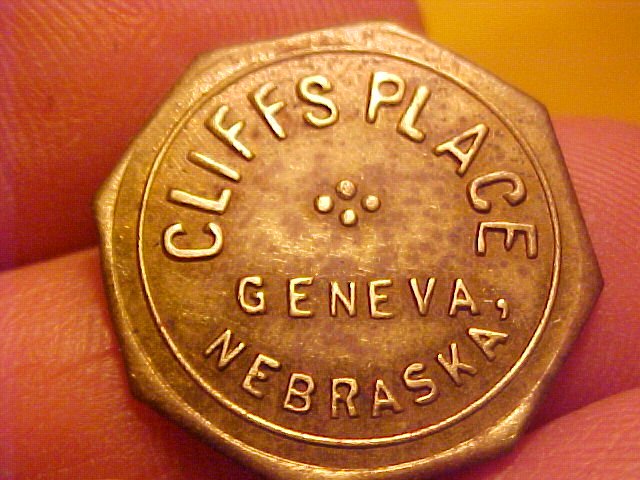 CLIFFS PLACE
GENEVA,
NEBRASKA